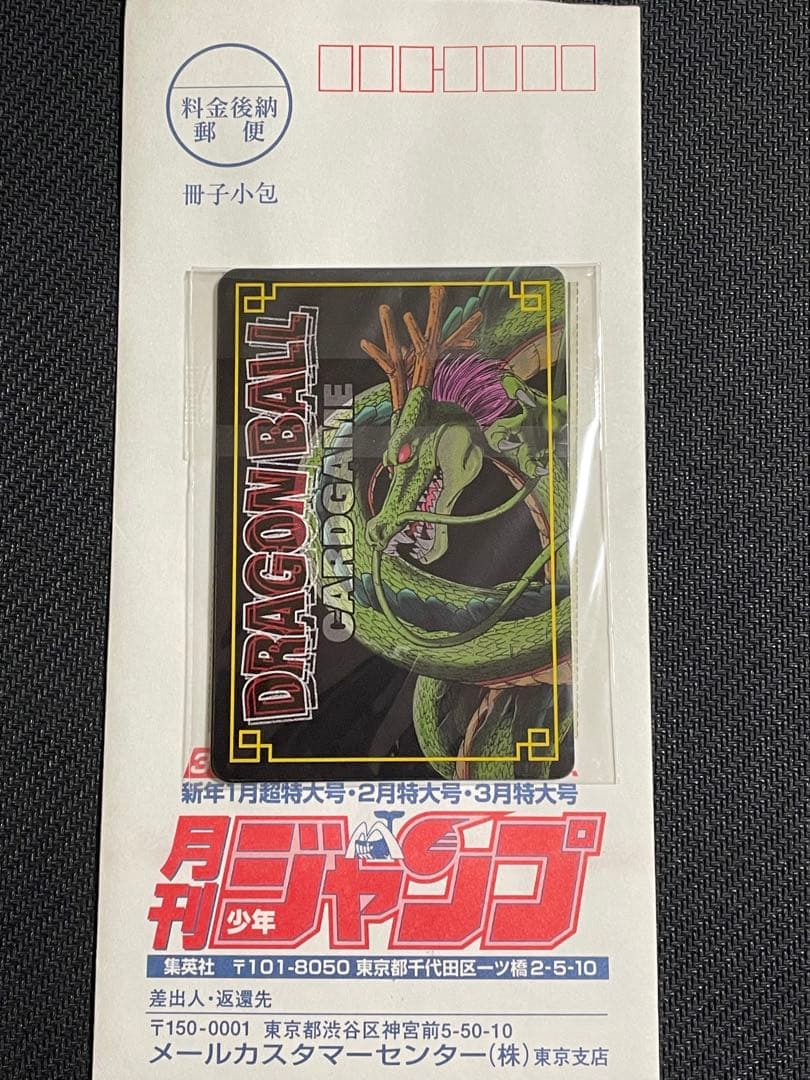 料金後納
郵便
冊子小包
DRAGON BALL
CARDGAME
新年1月超特大号・2月特大号・3月特大号
月刊
少年
ジャンプ
集英社 〒101-8050 東京都千代田区一ツ橋2-5-10
差出人・返還先
〒150-0001 東京都渋谷区神宮前5-50-10
メールカスタマーセンター(株)東京支店